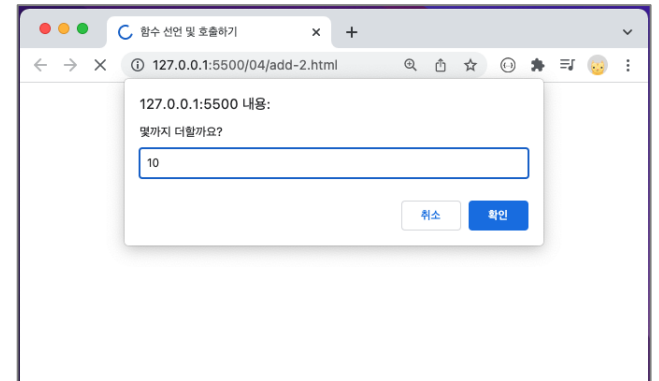 함수 선언 및 호출하기
127.0.0.1:5500/04/add-2.html
127.0.0.1:5500 내용:
몇까지 더할까요?
10
취소 확인